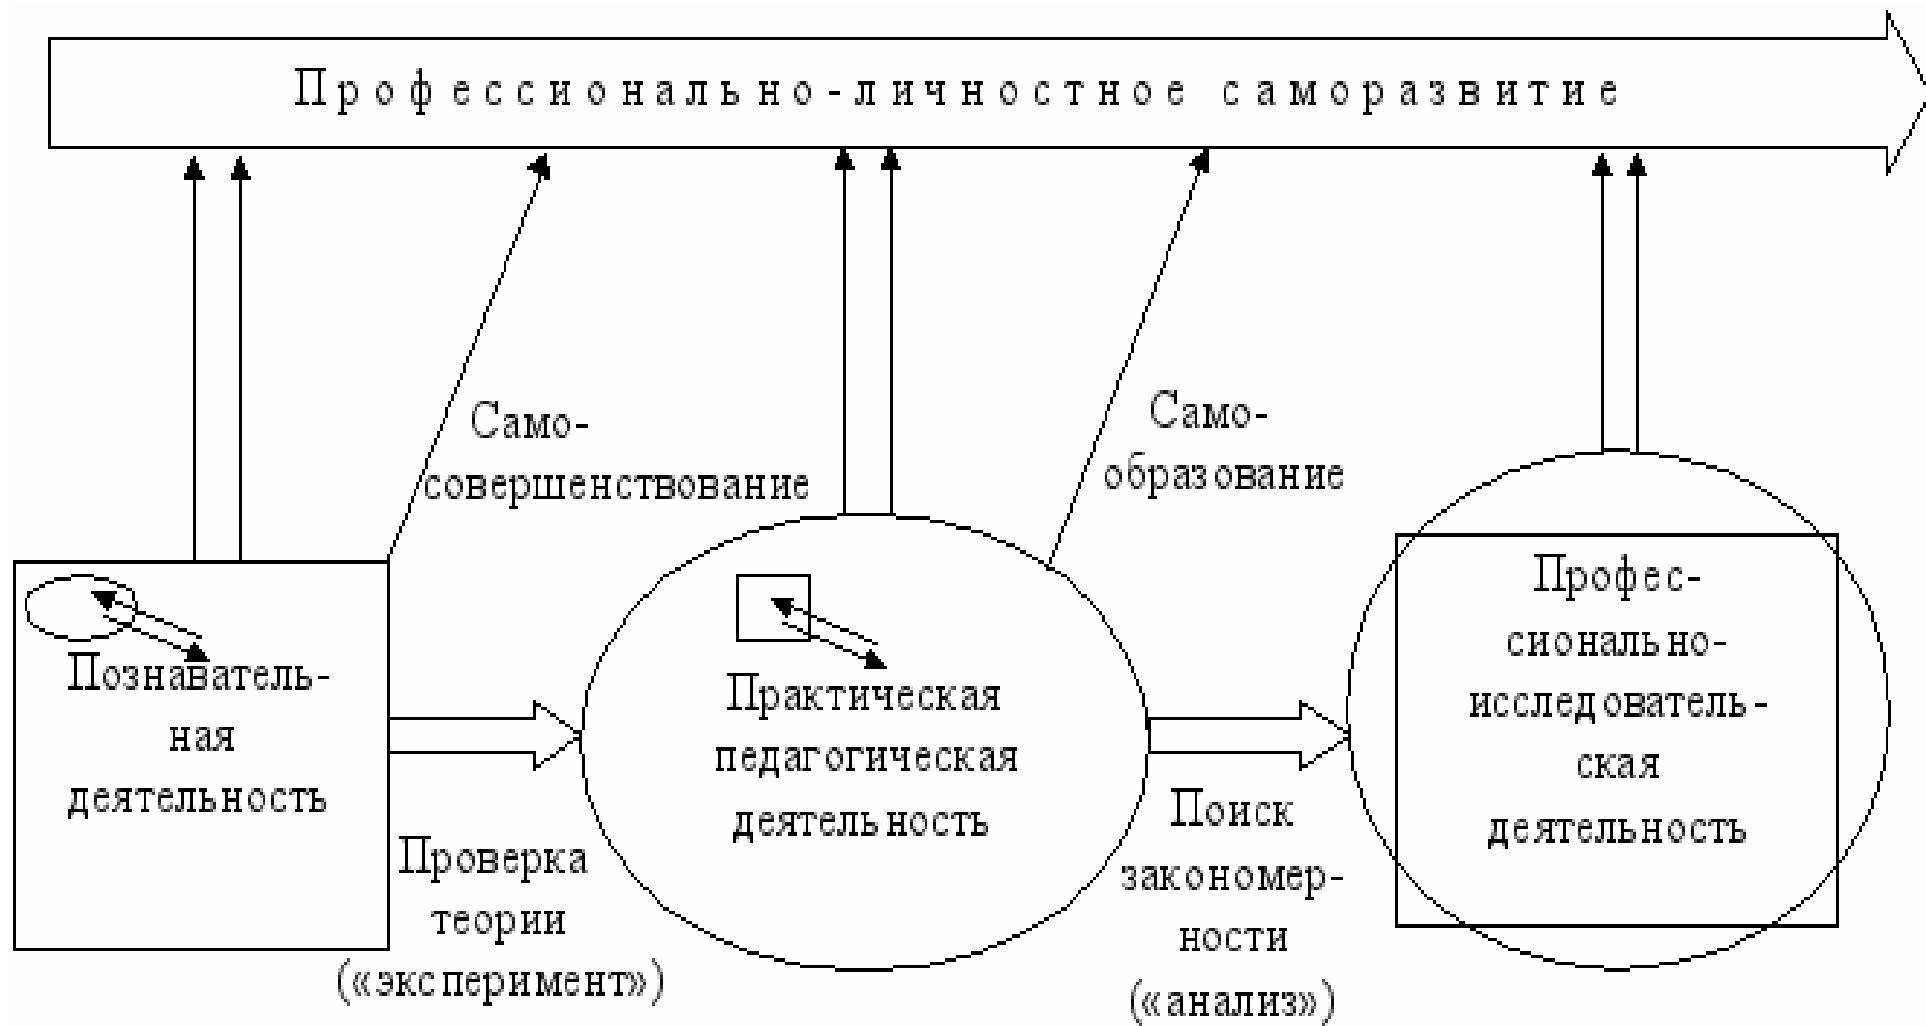 Профессионально-личностное саморазвитие
Само-
совершенствование
Само-
образование
Познаватель-
ная
деятельность
Проверка
теории
(«эксперимент»)
Практическая
педагогическая
деятельность
Поиск
закономер-
ности
(«анализ»)
Профес-
сионально-
исследователь-
ская
деятельность